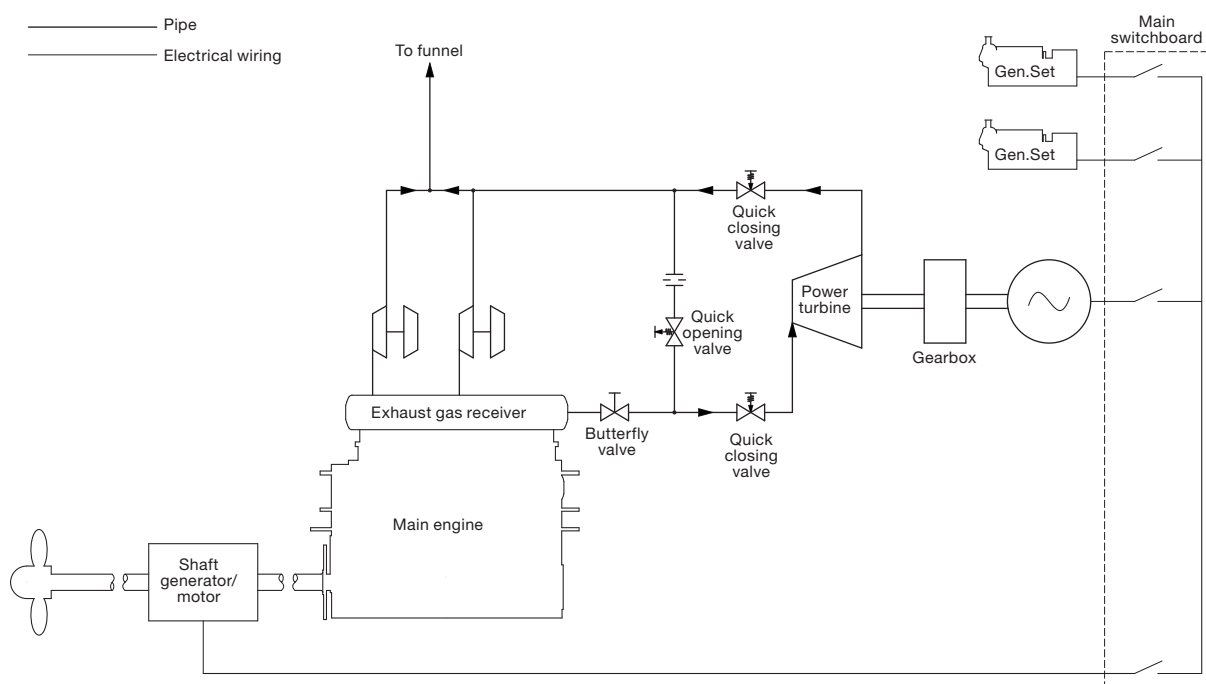 Pipe
Electrical wiring
To funnel
Main
switchboard
Gen.Set
Gen.Set
Quick
closing
valve
Power
turbine
Quick
opening
valve
Gearbox
Exhaust gas receiver
Butterfly
valve
Quick
closing
valve
Main engine
Shaft
generator/
motor